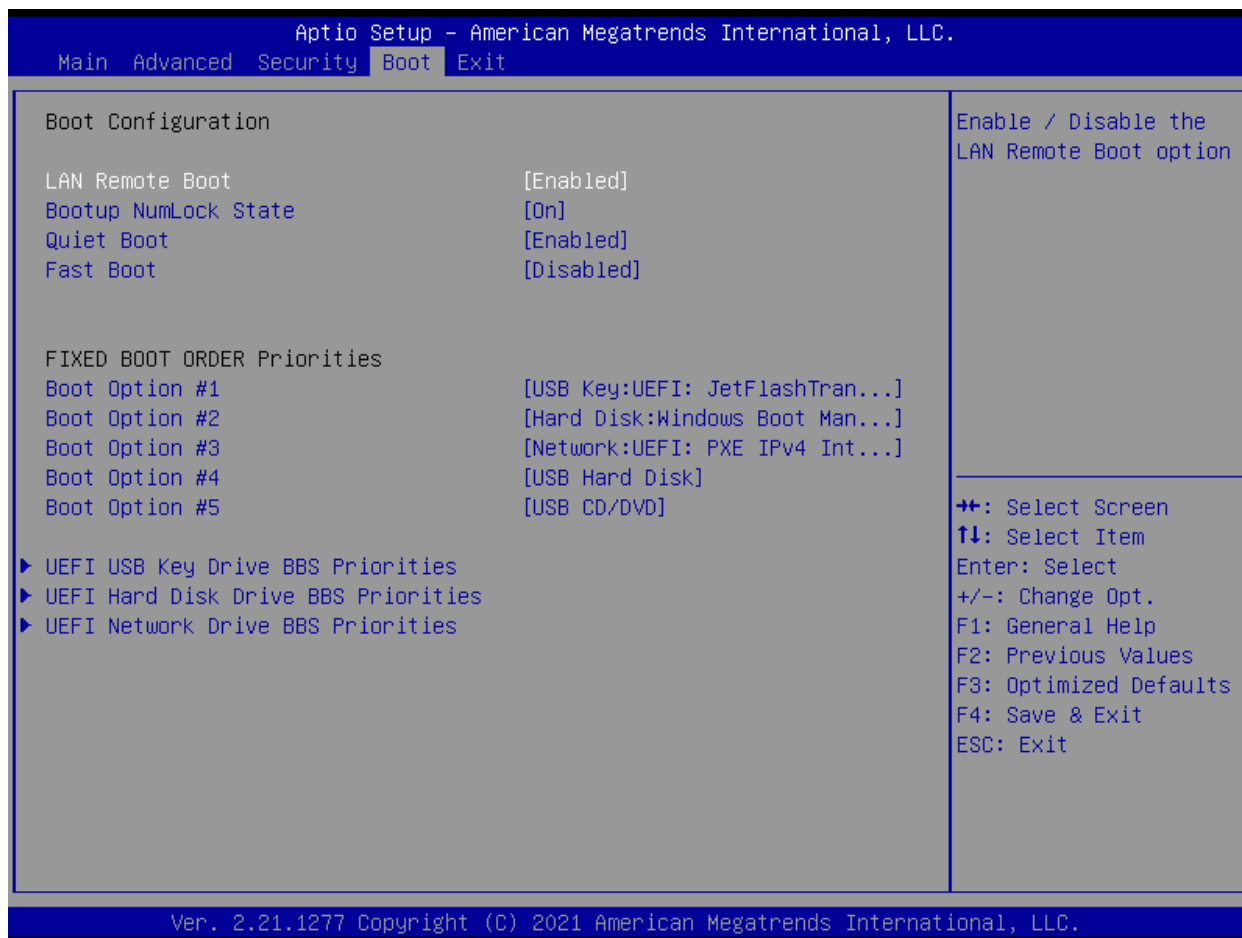 Aptio Setup - American Megatrends International, LLC.
Main Advanced Security Boot Exit
Boot Configuration
LAN Remote Boot [Enabled]
Bootup NumLock State [On]
Quiet Boot [Enabled]
Fast Boot [Disabled]
FIXED BOOT ORDER Priorities
Boot Option #1 [USB Key:UEFI: JetFlashTran...]
Boot Option #2 [Hard Disk:Windows Boot Man...]
Boot Option #3 [Network:UEFI: PXE IPv4 Int...]
Boot Option #4 [USB Hard Disk]
Boot Option #5 [USB CD/DVD]
▶ UEFI USB Key Drive BBS Priorities
▶ UEFI Hard Disk Drive BBS Priorities
▶ UEFI Network Drive BBS Priorities
Enable / Disable the
LAN Remote Boot option
→←: Select Screen
↑↓: Select Item
Enter: Select
+/-: Change Opt.
F1: General Help
F2: Previous Values
F3: Optimized Defaults
F4: Save & Exit
ESC: Exit
Ver. 2.21.1277 Copyright (C) 2021 American Megatrends International, LLC.